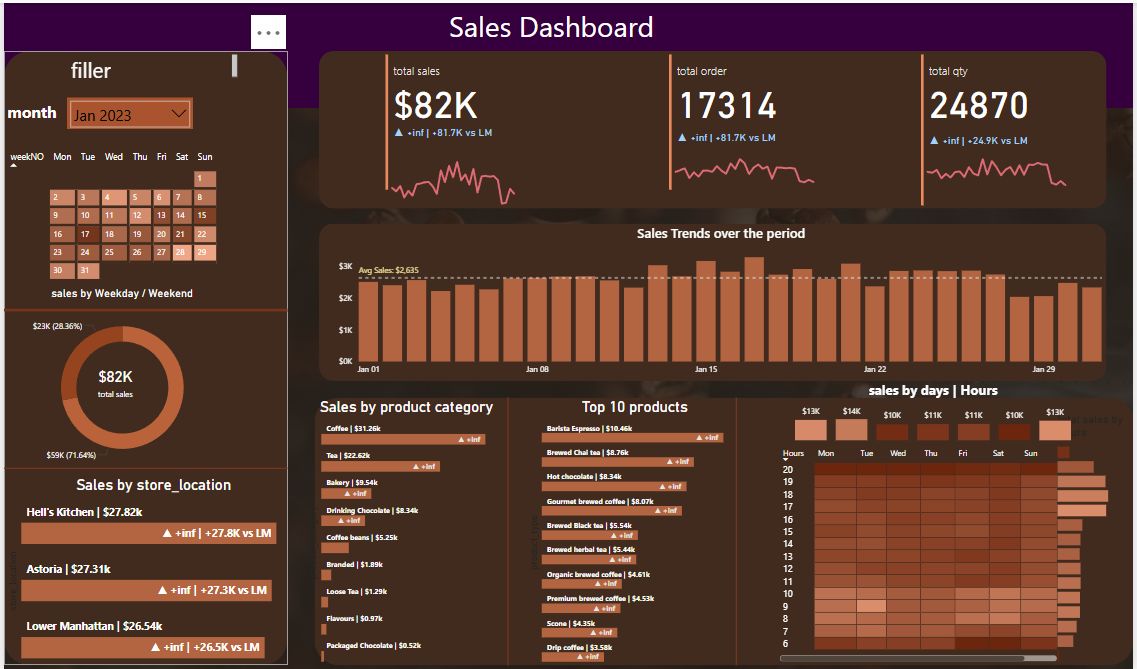 Sales Dashboard
filler
month
Jan 2023
weekNO Mon Tue Wed Thu Fri Sat Sun
1
2 3 4 5 6 7 8
9 10 11 12 13 14 15
16 17 18 19 20 21 22
23 24 25 26 27 28 29
30 31
sales by Weekday / Weekend
$23K (28.36%)
$82K
total sales
$59K (71.64%)
Sales by store_location
Hell's Kitchen | $27.82k
▲ +inf | +27.8K vs LM
Astoria | $27.31k
▲ +inf | +27.3K vs LM
Lower Manhattan | $26.54k
▲ +inf | +26.5K vs LM
total sales
$82K
▲ +inf | +81.7K vs LM
total order
17314
▲ +inf | +81.7K vs LM
total qty
24870
▲ +inf | +24.9K vs LM
Sales Trends over the period
Avg Sales: $2,635
$3K
$2K
$1K
$0K
Jan 01 Jan 08 Jan 15 Jan 22 Jan 29
Sales by product category
Coffee | $31.26k
▲ +inf
Tea | $22.62k
▲ +inf
Bakery | $9.54k
▲ +inf
Drinking Chocolate | $8.34k
▲ +inf
Coffee beans | $5.25k
Branded | $1.89k
Loose Tea | $1.29k
Flavours | $0.97k
Packaged Chocolate | $0.52k
Top 10 products
Barista Espresso | $10.46k
▲ +inf
Brewed Chai tea | $8.76k
▲ +inf
Hot chocolate | $8.34k
▲ +inf
Gourmet brewed coffee | $8.07k
▲ +inf
Brewed Black tea | $5.54k
▲ +inf
Brewed herbal tea | $5.44k
▲ +inf
Organic brewed coffee | $4.61k
▲ +inf
Premium brewed coffee | $4.53k
▲ +inf
Scone | $4.35k
▲ +inf
Drip coffee | $3.58k
▲ +inf
sales by days | Hours
$13K $14K $10K $11K $11K $10K $13K
Hours Mon Tue Wed Thu Fri Sat Sun
20
19
18
17
16
15
14
13
12
11
10
9
8
7
6